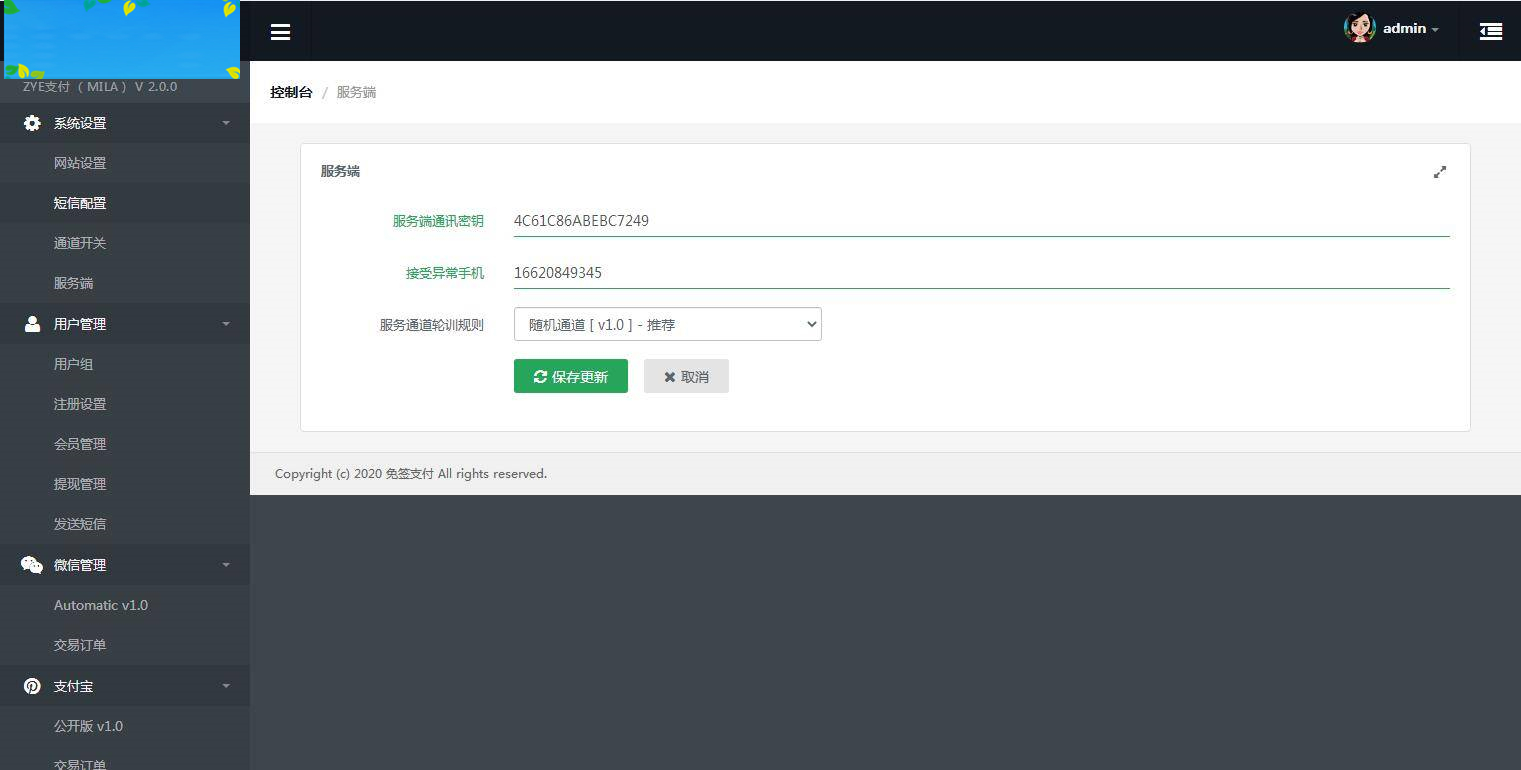 ZYE支付（ MILA ）V 2.0.0
系统设置
网站设置
短信配置
通道开关
服务端
用户管理
用户组
注册设置
会员管理
提现管理
发送短信
微信管理
Automatic v1.0
交易订单
支付宝
公开版 v1.0
交易订单
admin
控制台 / 服务端
服务端
服务端通讯密钥 4C61C86ABEBC7249
接受异常手机 16620849345
服务通道轮训规则 随机通道 [ v1.0 ] - 推荐
保存更新 取消
Copyright (c) 2020 免签支付 All rights reserved.